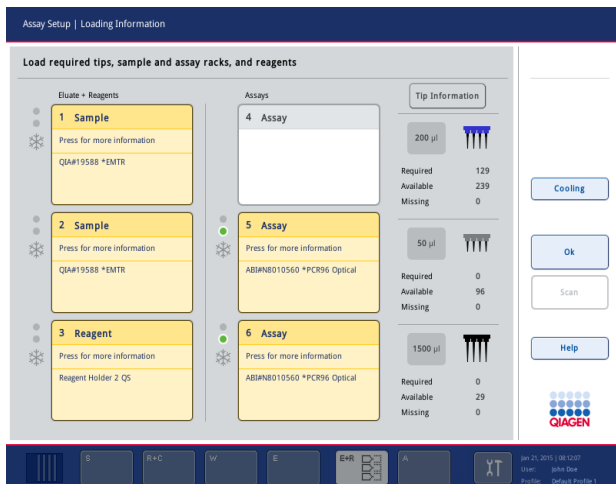 Assay Setup | Loading Information
Load required tips, sample and assay racks, and reagents
Eluate + Reagents
1 Sample
Press for more information
QIA#19588 *EMTR
2 Sample
Press for more information
QIA#19588 *EMTR
3 Reagent
Press for more information
Reagent Holder 2 QS
Assays
4 Assay
5 Assay
Press for more information
ABI#N8010560 *PCR96 Optical
6 Assay
Press for more information
ABI#N8010560 *PCR96 Optical
Tip Information
200 µl
Required 129
Available 239
Missing 0
50 µl
Required 0
Available 96
Missing 0
1500 µl
Required 0
Available 29
Missing 0
Cooling
Ok
Scan
Help
QIAGEN
S
R+C
W
E
E+R
A
Jan 21, 2015 | 08:12:07
User: John Doe
Profile: Default Profile 1